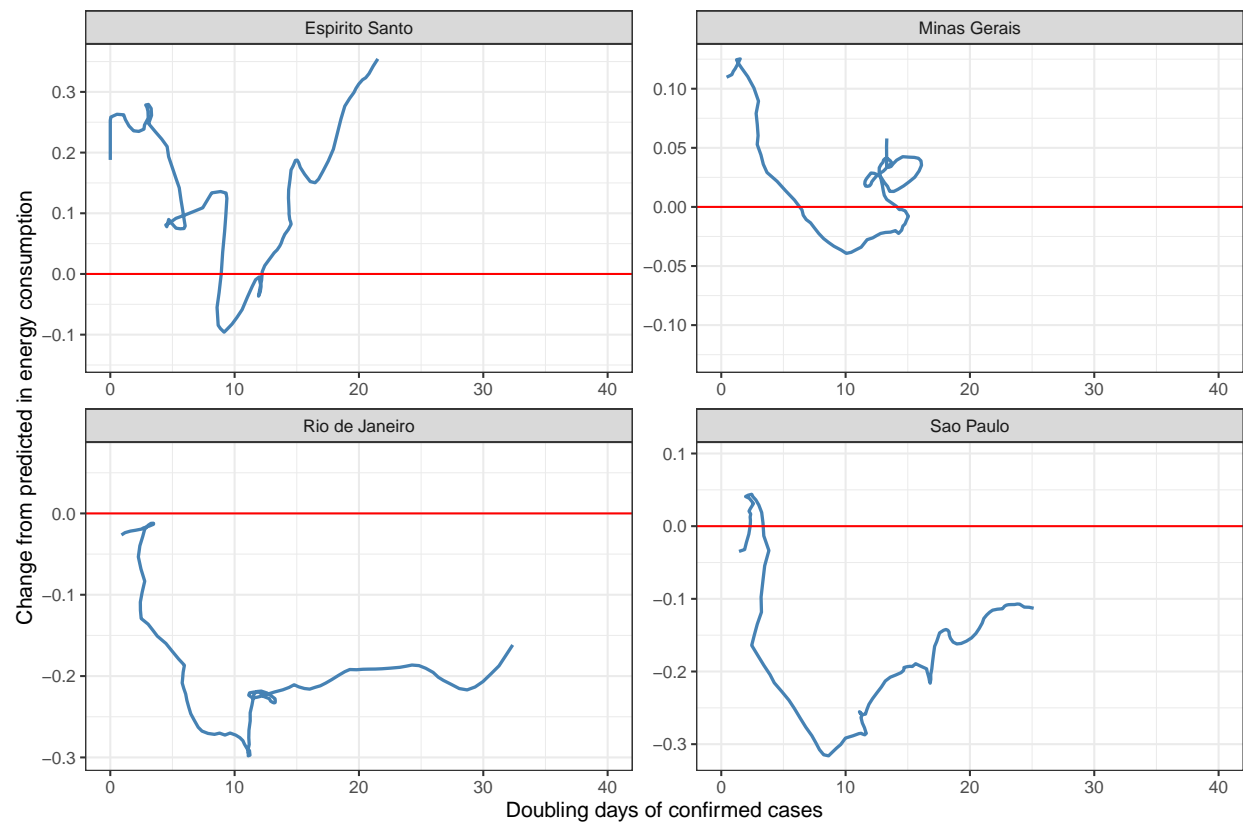 Espirito Santo
Minas Gerais
0.3
0.2
0.1
0.0
−0.1
0 10 20 30 40
0.10
0.05
0.00
−0.05
−0.10
0 10 20 30 40
Rio de Janeiro
Sao Paulo
0.0
−0.1
−0.2
−0.3
0 10 20 30 40
0.1
0.0
−0.1
−0.2
−0.3
0 10 20 30 40
Doubling days of confirmed cases
Change from predicted in energy consumption